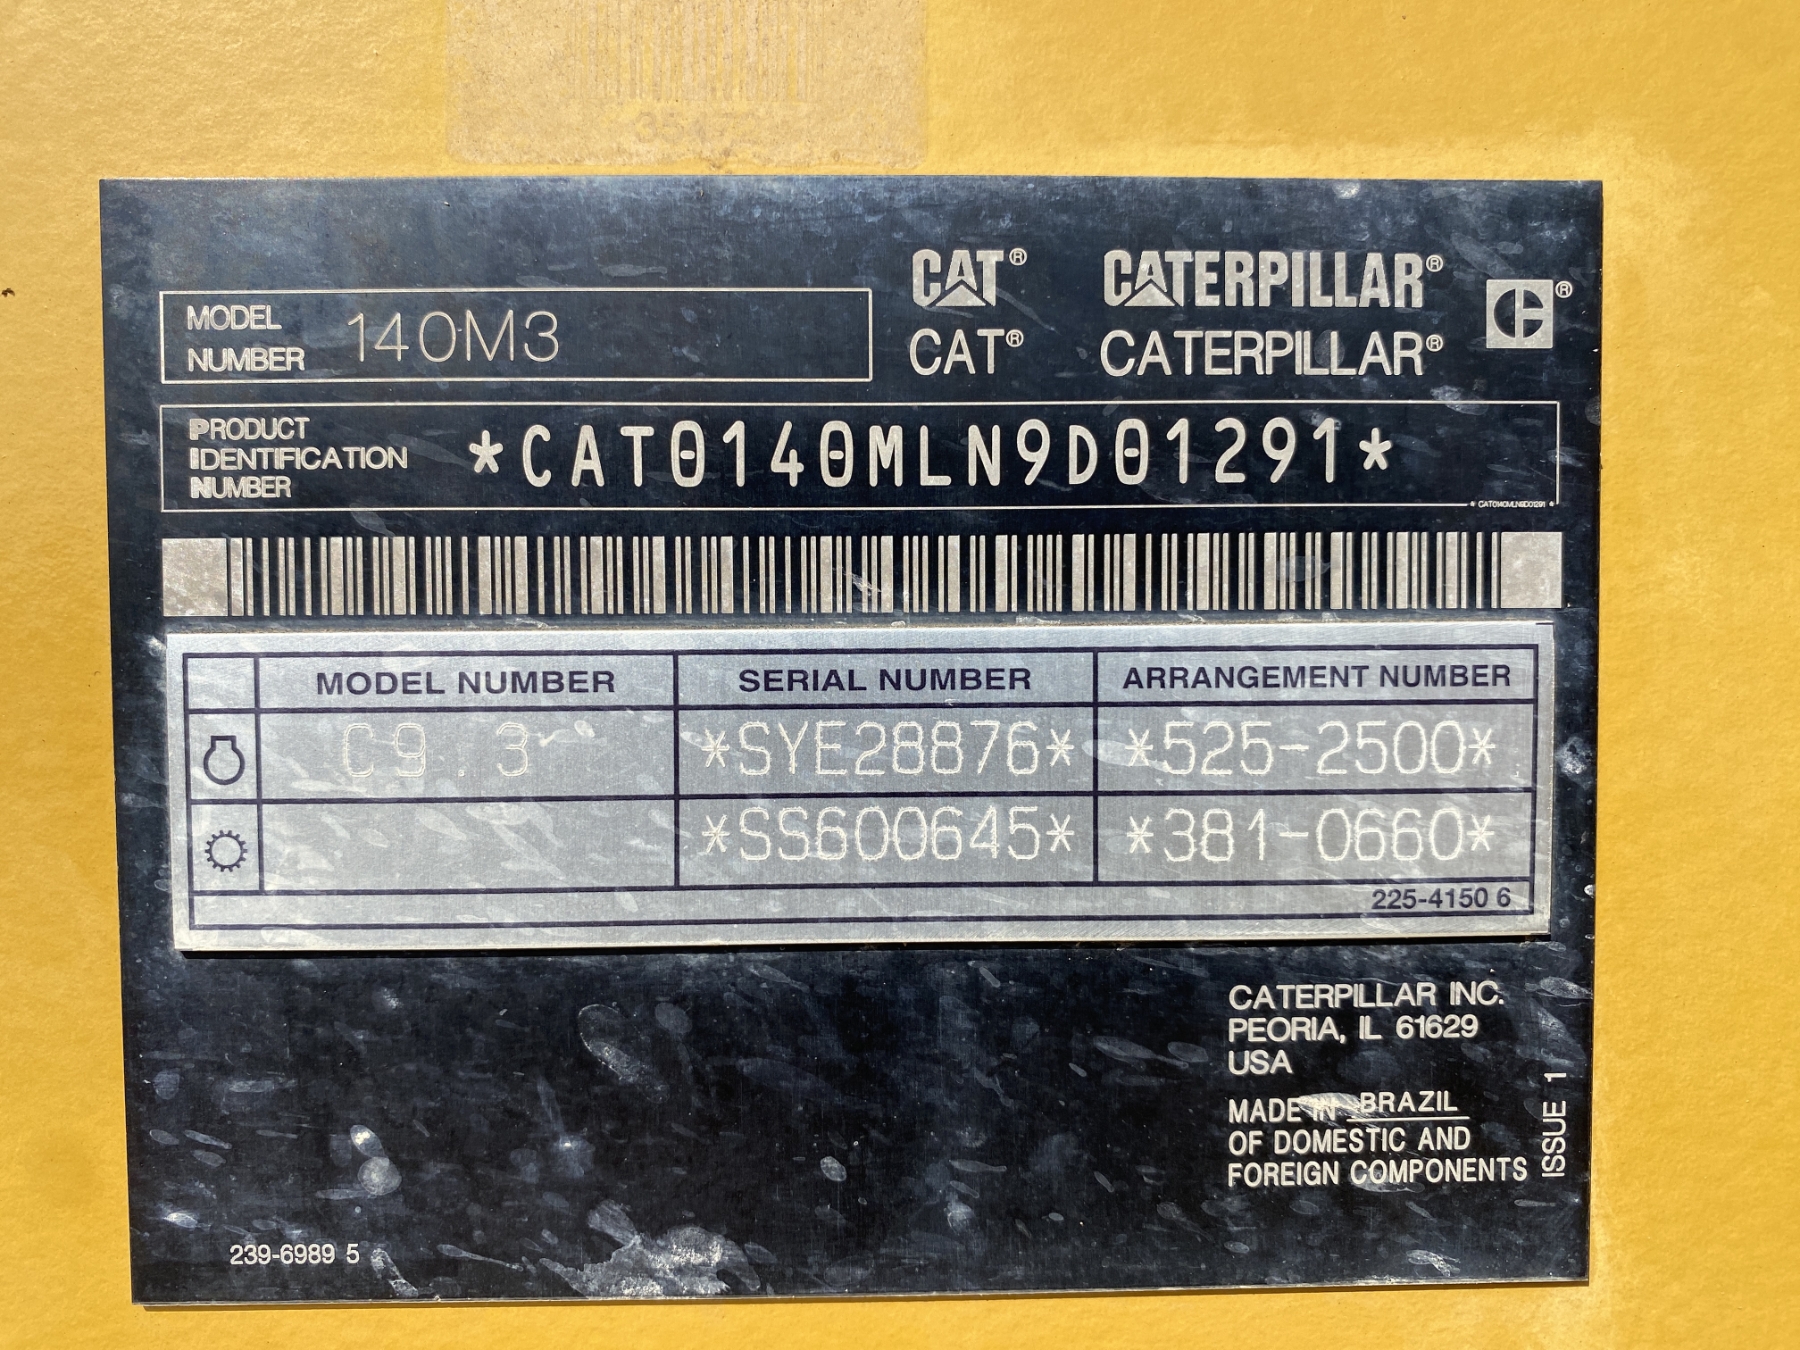 CAT® CATERPILLAR® ®
MODEL NUMBER 140M3
CAT® CATERPILLAR®
PRODUCT IDENTIFICATION NUMBER *CAT0140MLN9D01291*
* CAT0140MLN9D01291 *
MODEL NUMBER SERIAL NUMBER ARRANGEMENT NUMBER
C9.3 *SYE28876* *525-2500*
*SS600645* *381-0660*
225-4150 6
CATERPILLAR INC.
PEORIA, IL 61629
USA
MADE IN BRAZIL
OF DOMESTIC AND
FOREIGN COMPONENTS
ISSUE 1
239-6989 5